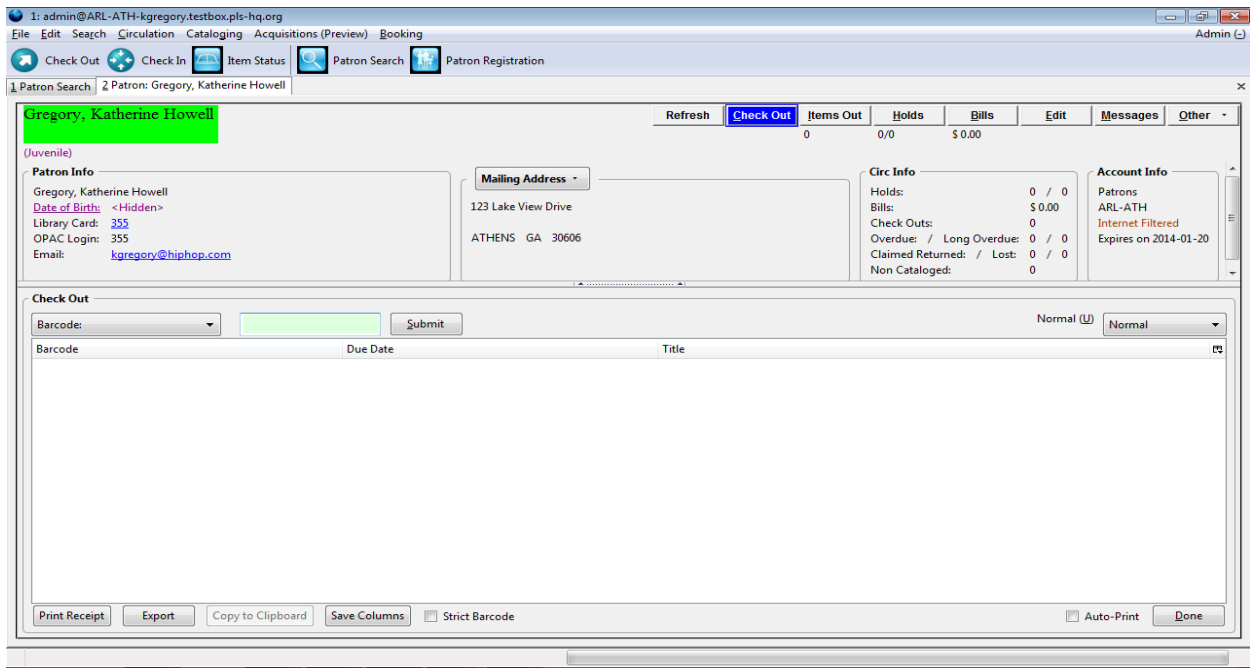 1: admin@ARL-ATH-kgregory.testbox.pls-hq.org
File Edit Search Circulation Cataloging Acquisitions (Preview) Booking Admin (-)
Check Out Check In Item Status Patron Search Patron Registration
1 Patron Search 2 Patron: Gregory, Katherine Howell
Gregory, Katherine Howell
Refresh Check Out Items Out Holds Bills Edit Messages Other
0 0/0 $ 0.00
(Juvenile)
Patron Info
Gregory, Katherine Howell
Date of Birth: <Hidden>
Library Card: 355
OPAC Login: 355
Email: kgregory@hiphop.com
Mailing Address
123 Lake View Drive
ATHENS GA 30606
Circ Info
Holds: 0 / 0
Bills: $ 0.00
Check Outs: 0
Overdue: / Long Overdue: 0 / 0
Claimed Returned: / Lost: 0 / 0
Non Cataloged: 0
Account Info
Patrons
ARL-ATH
Internet Filtered
Expires on 2014-01-20
Check Out
Barcode: Submit Normal (U) Normal
Barcode Due Date Title
Print Receipt Export Copy to Clipboard Save Columns Strict Barcode Auto-Print Done